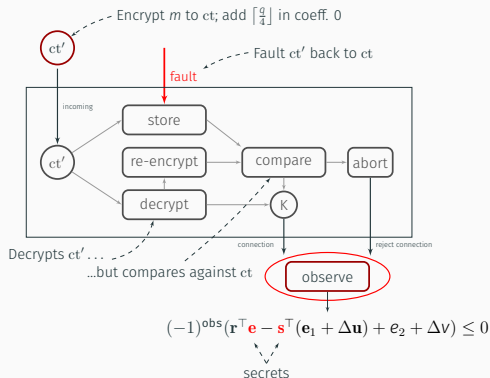 Encrypt m to ct; add ⌈q/4⌋ in coeff. 0
ct′
Fault ct′ back to ct
fault
incoming
store
ct′
re-encrypt
compare
abort
decrypt
K
Decrypts ct′ …
connection
reject connection
...but compares against ct
observe
(−1)^obs (r^⊤e − s^⊤(e₁ + Δu) + e₂ + Δv) ≤ 0
secrets